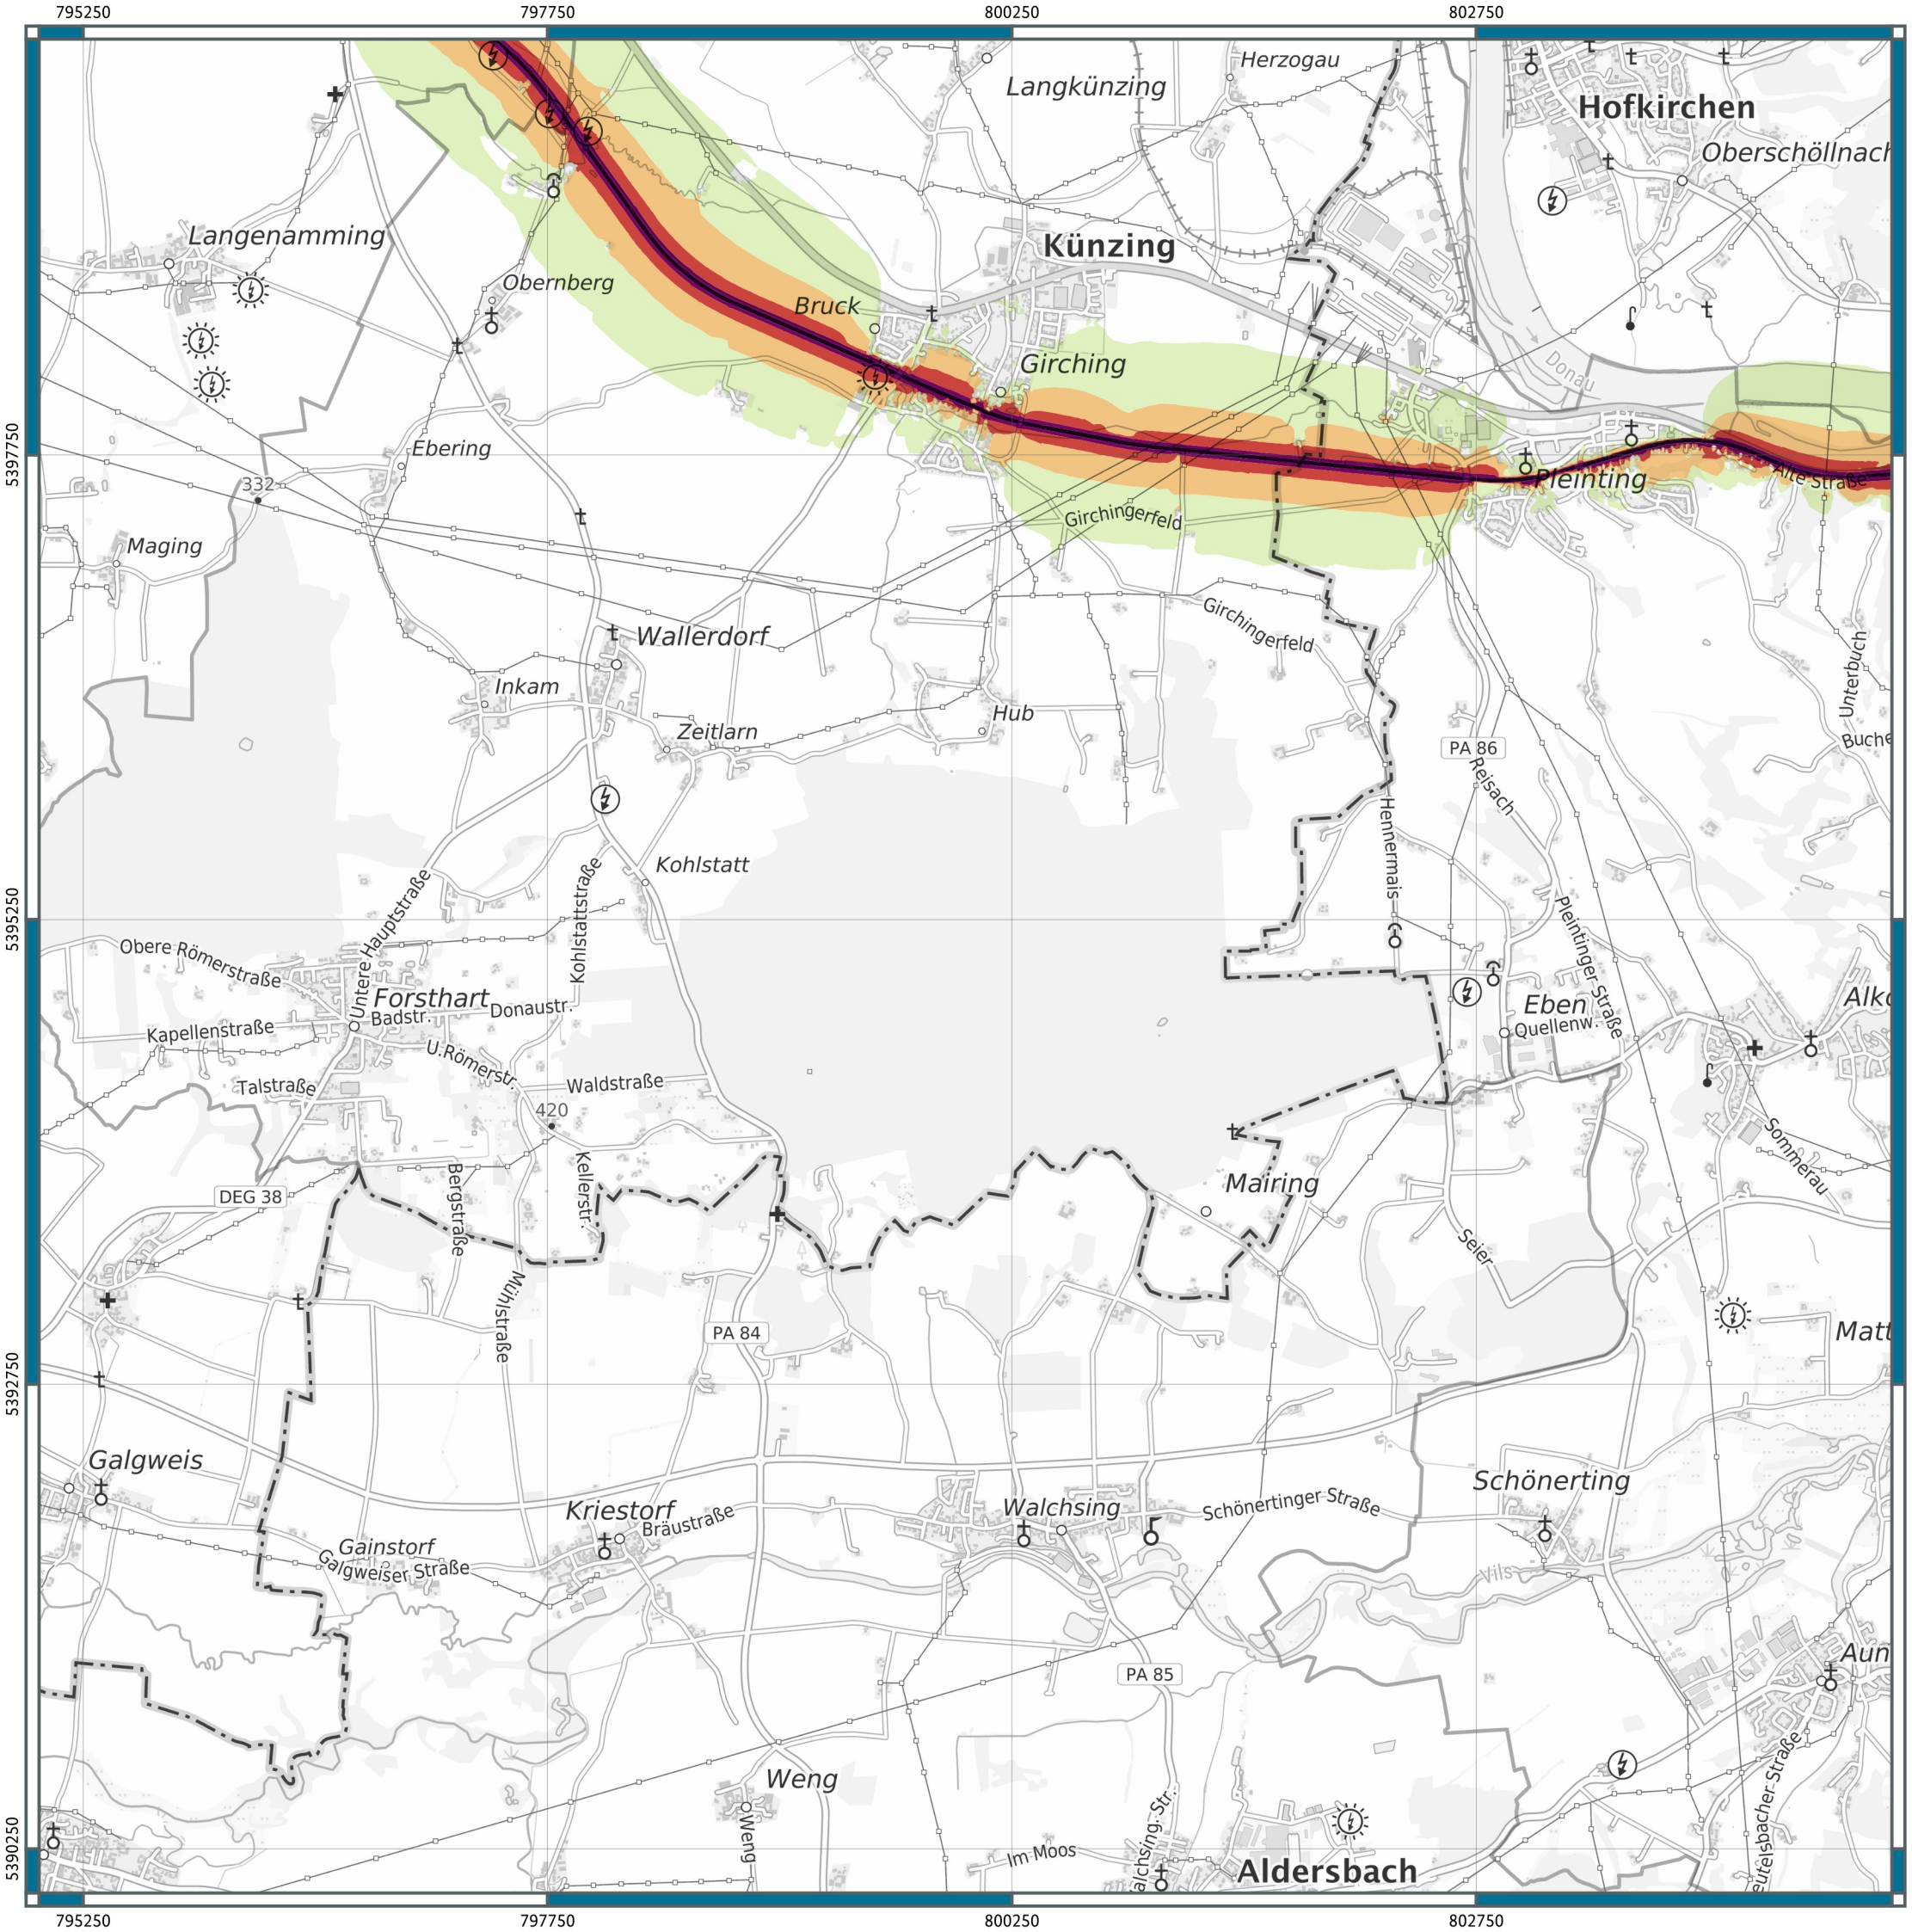 795250
797750
800250
802750
Herzogau
Langkünzing
Hofkirchen
Langenamming
Künzing
Obernberg
Bruck
Girching
Donau
5397750
Ebering
332
Pleinting
Alte Straße
Girchingerfeld
Maging
Girchingerfeld
Wallerdorf
Unterbuch
Inkam
Hub
Zeitlarn
PA 86
Reisach
Hennermais
Kohlstatt
5395250
Untere Hauptstraße
Kohlstattstraße
Pleintinger Straße
Obere Römerstraße
Forsthart
Eben
Kapellenstraße
Badstr.
Donaustr.
Quellenw.
U.Römerstr.
Talstraße
Waldstraße
420
Sommerau
Mairing
DEG 38
Bergstraße
Kellerstr.
Seier
Mühlstraße
PA 84
Matt
5392750
Galgweis
Schönerting
Kriestorf
Walchsing
Schönertinger Straße
Bräustraße
Gainstorf
Galgweiser Straße
Vils
Aun
PA 85
Weng
Weng
5390250
Im Moos
Aldersbach
795250
797750
800250
802750